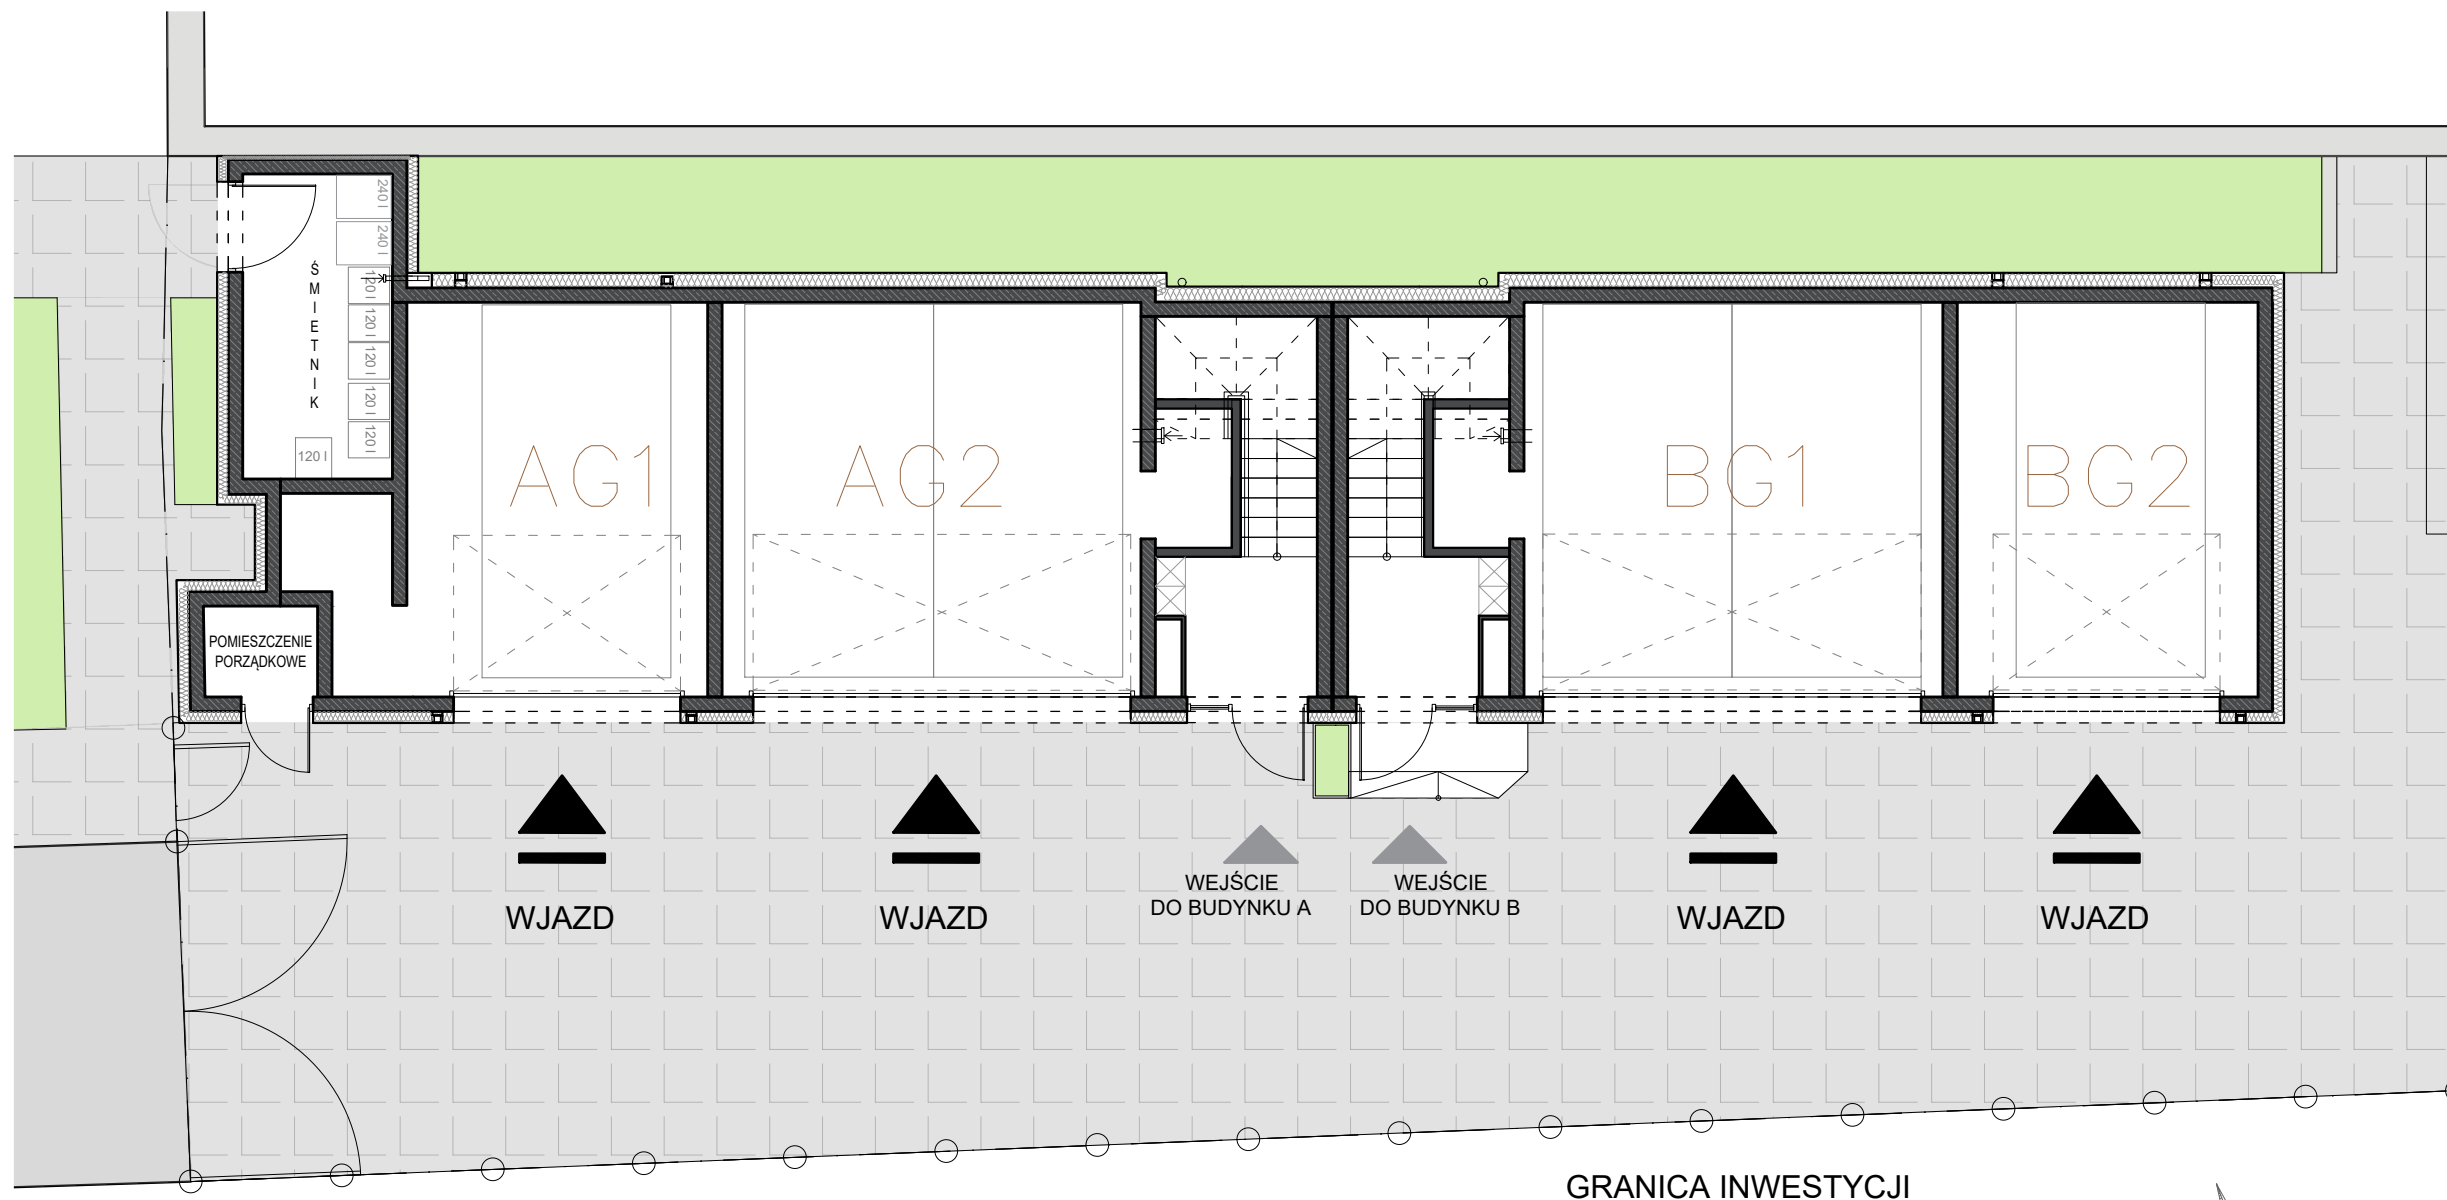 240 l
240 l
120 l
120 l
120 l
120 l
120 l
120 l
ŚMIETNIK
AG1
AG2
BG1
BG2
POMIESZCZENIE
PORZĄDKOWE
WJAZD
WJAZD
WEJŚCIE
DO BUDYNKU A
WEJŚCIE
DO BUDYNKU B
WJAZD
WJAZD
GRANICA INWESTYCJI